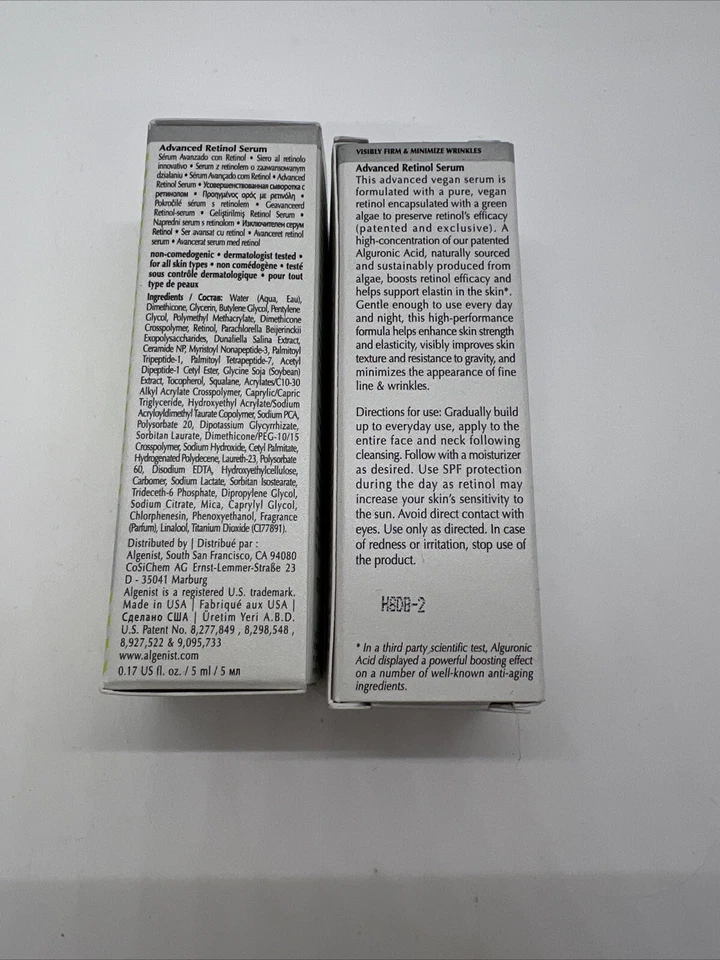 Advanced Retinol Serum
Sérum Avanzado con Retinol • Siero al retinolo
innovativo • Serum z retinolem o zaawansowanym
działaniu • Sérum Avançado com Retinol • Advanced
Retinol Serum • Усовершенствованная сыворотка с
ретинолом • Προηγμένος ορός με ρετινόλη •
Pokročilé sérum s retinolem • Geavanceerd
Retinol-serum • Geliştirilmiş Retinol Serum •
Napredni serum s retinolom • Изключителен серум
Retinol • Ser avansat cu retinol • Avanceret retinol
serum • Avancerat serum med retinol
non-comedogenic • dermatologist tested •
for all skin types • non comédogène • testé
sous contrôle dermatologique • pour tout
type de peaux
Ingredients / Состав: Water (Aqua, Eau),
Dimethicone, Glycerin, Butylene Glycol, Pentylene
Glycol, Polymethyl Methacrylate, Dimethicone
Crosspolymer, Retinol, Parachlorella Beijerinckii
Exopolysaccharides, Dunaliella Salina Extract,
Ceramide NP, Myristoyl Nonapeptide-3, Palmitoyl
Tripeptide-1, Palmitoyl Tetrapeptide-7, Acetyl
Dipeptide-1 Cetyl Ester, Glycine Soja (Soybean)
Extract, Tocopherol, Squalane, Acrylates/C10-30
Alkyl Acrylate Crosspolymer, Caprylic/Capric
Triglyceride, Hydroxyethyl Acrylate/Sodium
Acryloyldimethyl Taurate Copolymer, Sodium PCA,
Polysorbate 20, Dipotassium Glycyrrhizate,
Sorbitan Laurate, Dimethicone/PEG-10/15
Crosspolymer, Sodium Hydroxide, Cetyl Palmitate,
Hydrogenated Polydecene, Laureth-23, Polysorbate
60, Disodium EDTA, Hydroxyethylcellulose,
Carbomer, Sodium Lactate, Sorbitan Isostearate,
Trideceth-6 Phosphate, Dipropylene Glycol,
Sodium Citrate, Mica, Caprylyl Glycol,
Chlorphenesin, Phenoxyethanol, Fragrance
(Parfum), Linalool, Titanium Dioxide (CI77891).
Distributed by | Distribué par :
Algenist, South San Francisco, CA 94080
CoSiChem AG Ernst-Lemmer-Straße 23
D - 35041 Marburg
Algenist is a registered U.S. trademark.
Made in USA | Fabriqué aux USA |
Сделано США | Üretim Yeri A.B.D.
U.S. Patent No. 8,277,849 , 8,298,548 ,
8,927,522 & 9,095,733
www.algenist.com
0.17 US fl. oz. / 5 ml / 5 мл
VISIBLY FIRM & MINIMIZE WRINKLES
Advanced Retinol Serum
This advanced vegan serum is
formulated with a pure, vegan
retinol encapsulated with a green
algae to preserve retinol's efficacy
(patented and exclusive). A
high-concentration of our patented
Alguronic Acid, naturally sourced
and sustainably produced from
algae, boosts retinol efficacy and
helps support elastin in the skin*.
Gentle enough to use every day
and night, this high-performance
formula helps enhance skin strength
and elasticity, visibly improves skin
texture and resistance to gravity, and
minimizes the appearance of fine
line & wrinkles.
Directions for use: Gradually build
up to everyday use, apply to the
entire face and neck following
cleansing. Follow with a moisturizer
as desired. Use SPF protection
during the day as retinol may
increase your skin's sensitivity to
the sun. Avoid direct contact with
eyes. Use only as directed. In case
of redness or irritation, stop use of
the product.
H8DB-2
* In a third party scientific test, Alguronic
Acid displayed a powerful boosting effect
on a number of well-known anti-aging
ingredients.